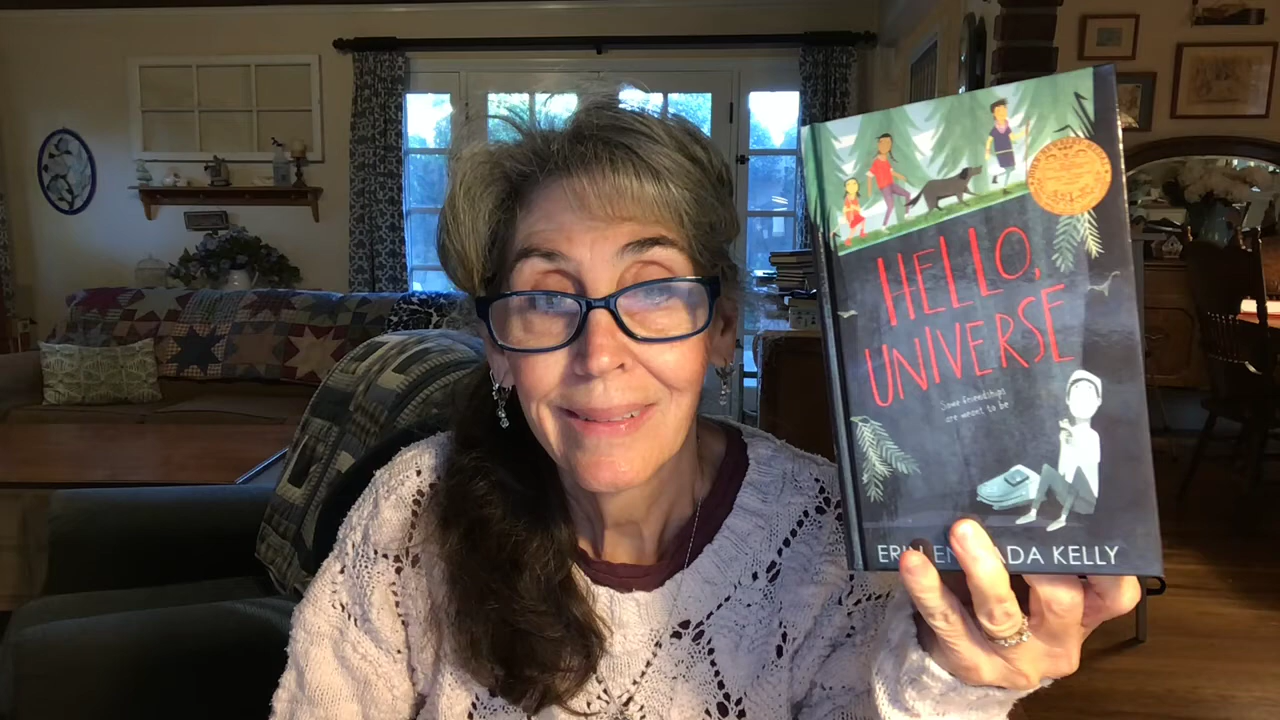 HELLO,
UNIVERSE
Some friendships
are meant to be
KELLY